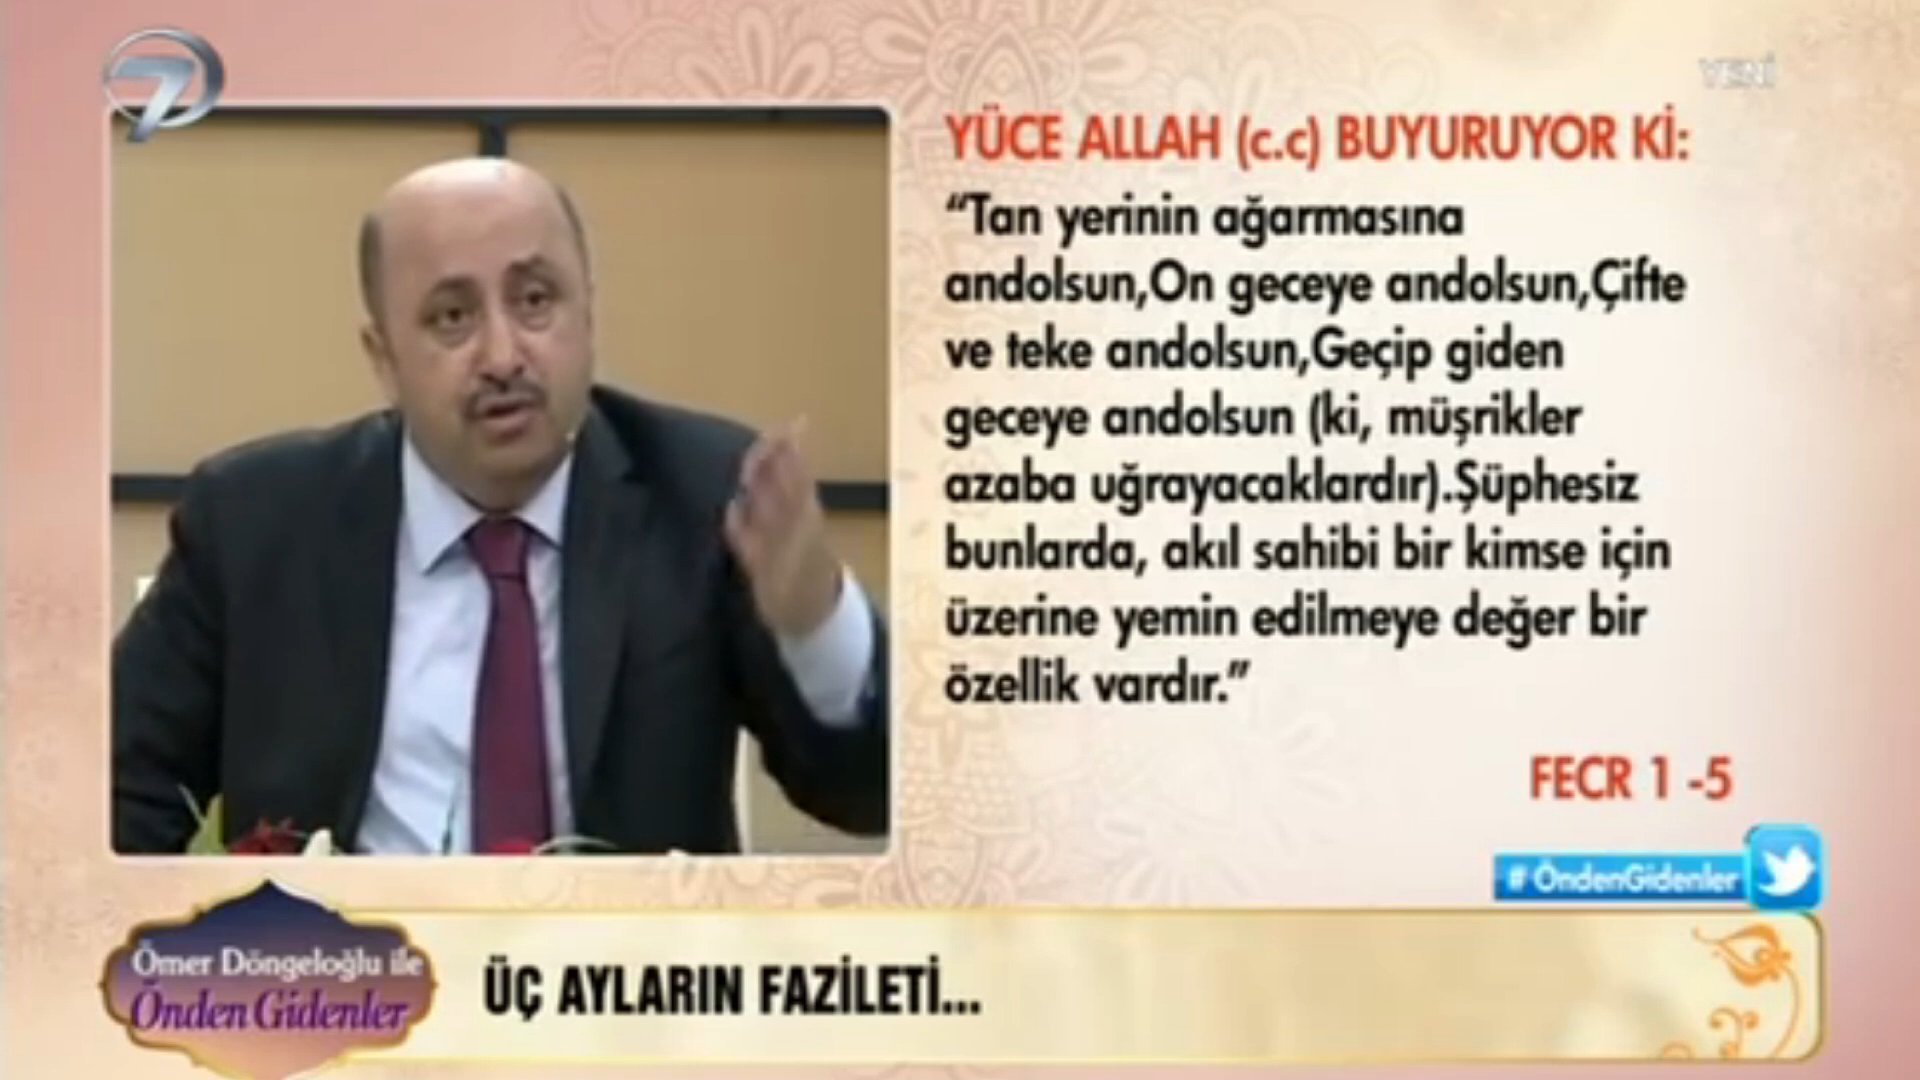 7
YENİ
YÜCE ALLAH (c.c) BUYURUYOR Kİ:
“Tan yerinin ağarmasına
andolsun,On geceye andolsun,Çifte
ve teke andolsun,Geçip giden
geceye andolsun (ki, müşrikler
azaba uğrayacaklardır).Şüphesiz
bunlarda, akıl sahibi bir kimse için
üzerine yemin edilmeye değer bir
özellik vardır.”
FECR 1 -5
# ÖndenGidenler
Ömer Döngeloğlu ile
Önden Gidenler
ÜÇ AYLARIN FAZİLETİ...